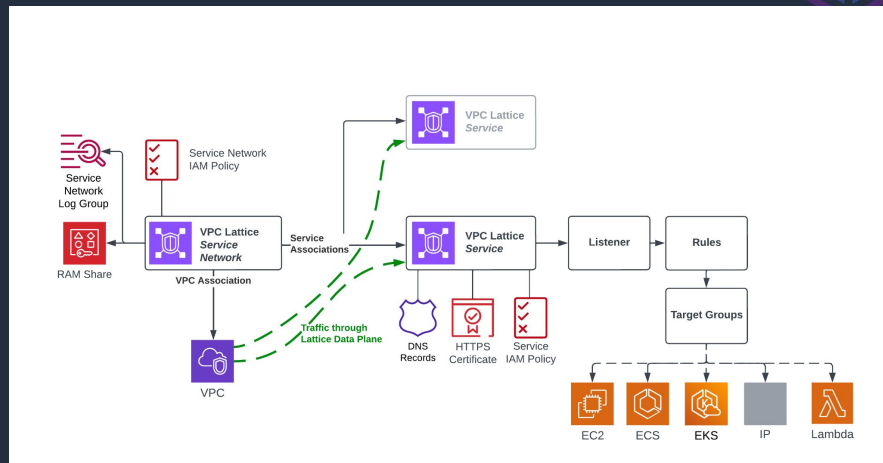 VPC Lattice
Service
Service Network
IAM Policy
Service
Network
Log Group
VPC Lattice
Service
Network
Service
Associations
VPC Lattice
Service
Listener
Rules
RAM Share
VPC Association
Target Groups
Traffic through
Lattice Data Plane
DNS
Records
HTTPS
Certificate
Service
IAM Policy
VPC
EC2
ECS
EKS
IP
Lambda